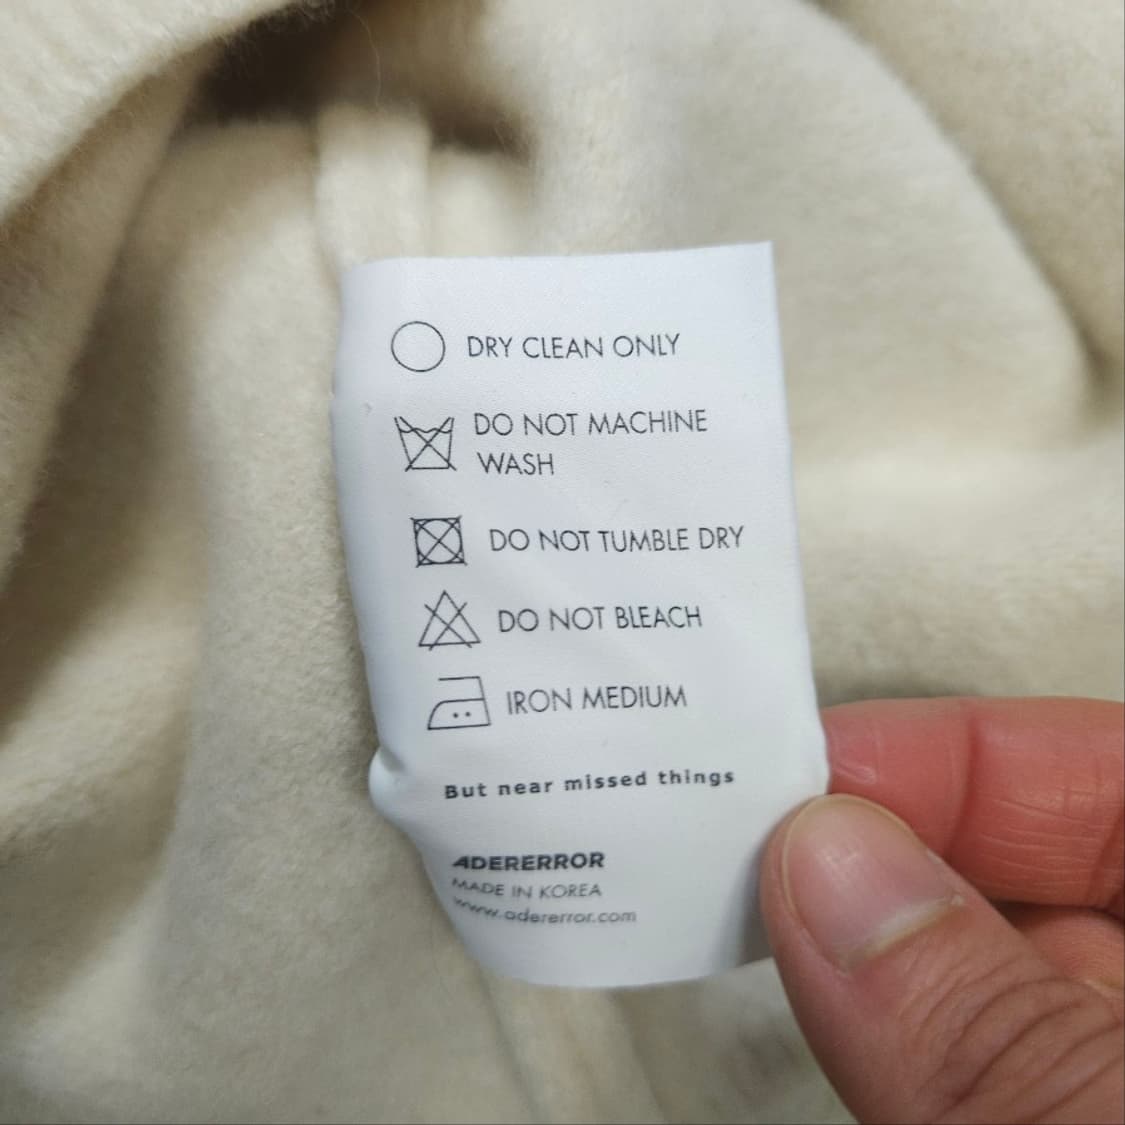 DRY CLEAN ONLY
DO NOT MACHINE
WASH
DO NOT TUMBLE DRY
DO NOT BLEACH
IRON MEDIUM
But near missed things
ADERERROR
MADE IN KOREA
www.adererror.com